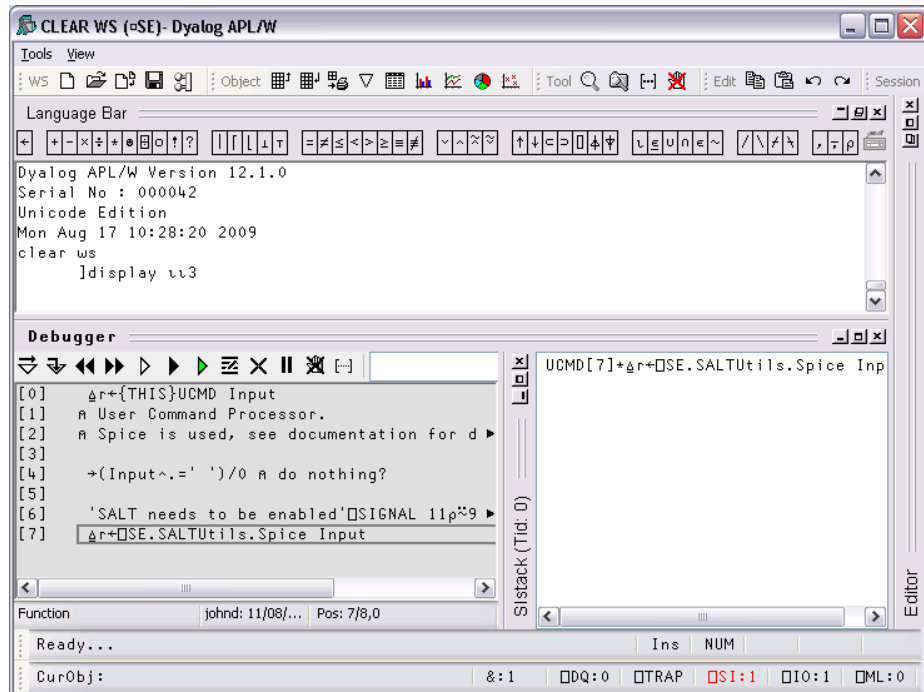 CLEAR WS (¤SE)- Dyalog APL/W
Tools View
WS Object Tool Edit Session
Language Bar
← + - × ÷ * ⍟ ⌹ ○ ! ? | ⌈ ⌊ ⊥ ⊤ = ≠ ≤ < > ≥ ≡ ≢ ∨ ∧ ⍲ ⍱ ↑ ↓ ⊂ ⊃ ⌷ ⍋ ⍒ ⍳ ⍷ ∪ ∩ ∊ ~ / \ ⌿ ⍀ , ⍪ ⍴
Dyalog APL/W Version 12.1.0
Serial No : 000042
Unicode Edition
Mon Aug 17 10:28:20 2009
clear ws
]display ⍳⍳3
Debugger
[0] ∆r←{THIS}UCMD Input
[1] ⍝ User Command Processor.
[2] ⍝ Spice is used, see documentation for d
[3]
[4] →(Input∧.=' ')/0 ⍝ do nothing?
[5]
[6] 'SALT needs to be enabled'⎕SIGNAL 11⍴⍨9
[7] ∆r←⎕SE.SALTUtils.Spice Input
Function johnd: 11/08/... Pos: 7/8,0
SIstack (Tid: 0)
UCMD[7]*∆r←⎕SE.SALTUtils.Spice Inp
Editor
Ready... Ins NUM
CurObj: &:1 ⎕DQ:0 ⎕TRAP ⎕SI:1 ⎕IO:1 ⎕ML:0